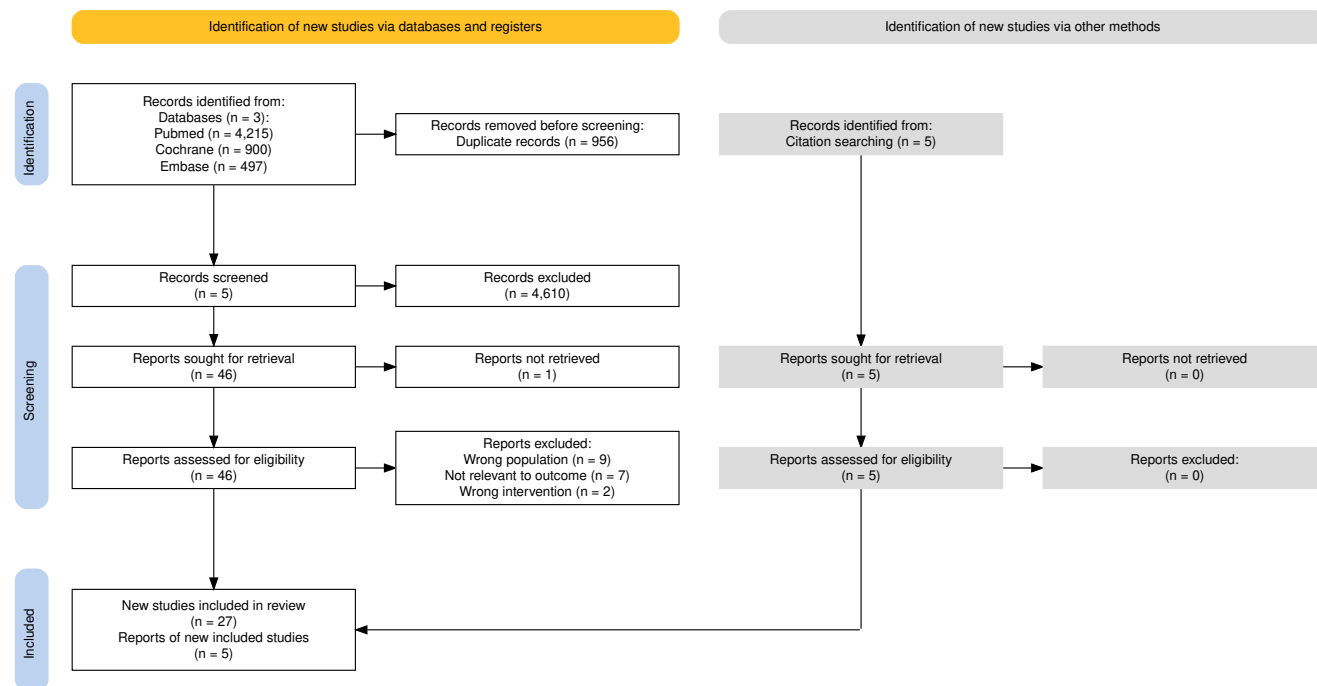 Identification of new studies via databases and registers
Identification of new studies via other methods
Identification
Records identified from:
Databases (n = 3):
Pubmed (n = 4,215)
Cochrane (n = 900)
Embase (n = 497)
Records removed before screening:
Duplicate records (n = 956)
Records identified from:
Citation searching (n = 5)
Screening
Records screened
(n = 5)
Records excluded
(n = 4,610)
Reports sought for retrieval
(n = 46)
Reports not retrieved
(n = 1)
Reports sought for retrieval
(n = 5)
Reports not retrieved
(n = 0)
Reports assessed for eligibility
(n = 46)
Reports excluded:
Wrong population (n = 9)
Not relevant to outcome (n = 7)
Wrong intervention (n = 2)
Reports assessed for eligibility
(n = 5)
Reports excluded:
(n = 0)
Included
New studies included in review
(n = 27)
Reports of new included studies
(n = 5)